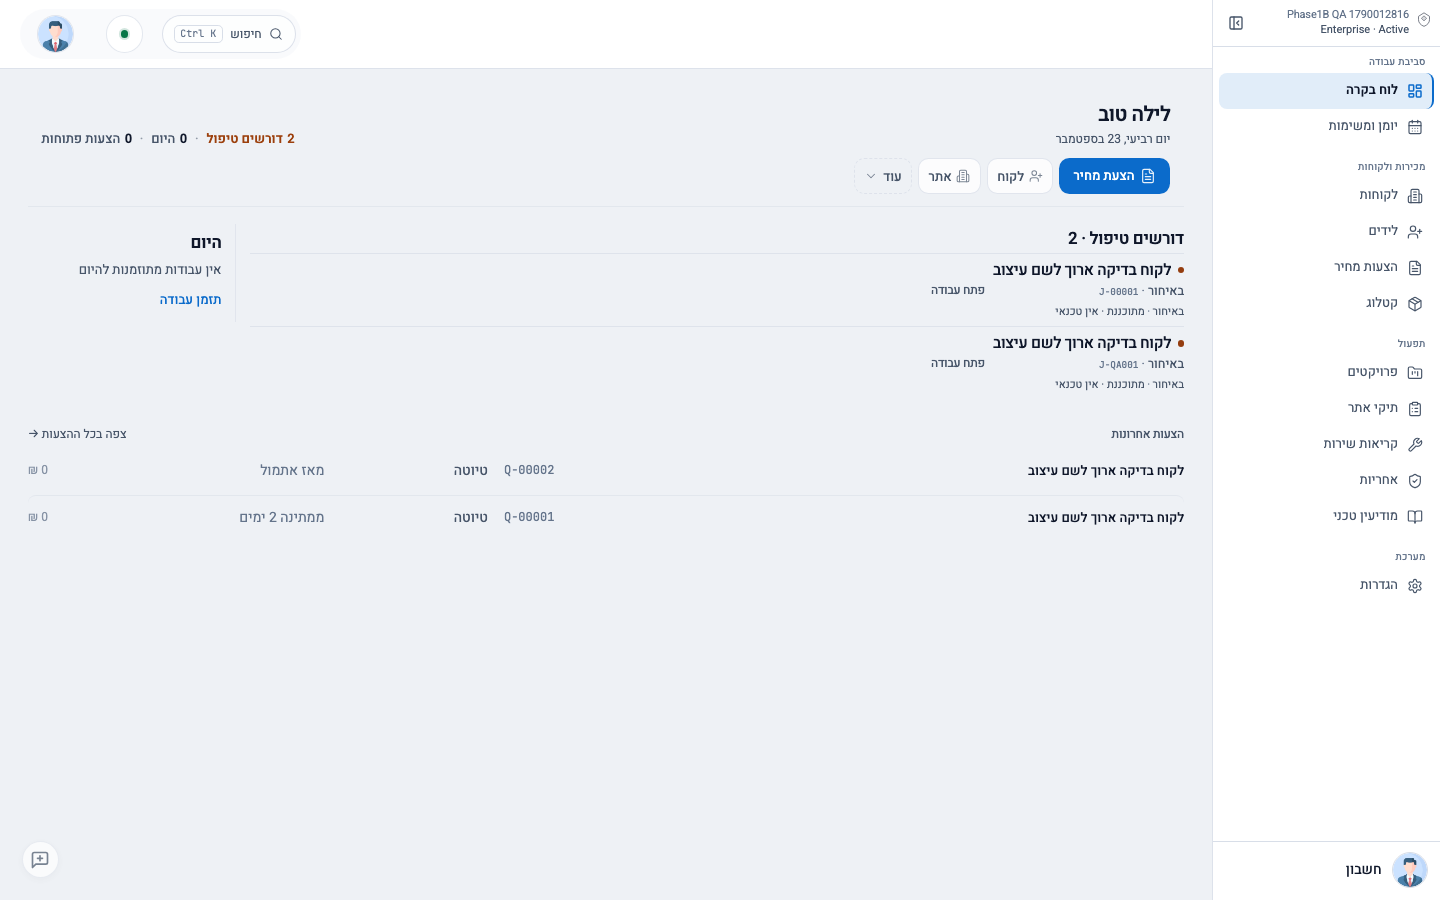 Phase1B QA 1790012816
Enterprise · Active
סביבת עבודה
לוח בקרה
יומן ומשימות
מכירות ולקוחות
לקוחות
לידים
הצעות מחיר
קטלוג
תפעול
פרויקטים
תיקי אתר
קריאות שירות
אחריות
מודיעין טכני
מערכת
הגדרות
חשבון
חיפוש Ctrl K
לילה טוב
יום רביעי, 23 בספטמבר
2 דורשים טיפול · 0 היום · 0 הצעות פתוחות
הצעת מחיר
לקוח
אתר
עוד
דורשים טיפול · 2
לקוח בדיקה ארוך לשם עיצוב
באיחור · J-00001
פתח עבודה
באיחור · מתוכננת · אין טכנאי
לקוח בדיקה ארוך לשם עיצוב
באיחור · J-QA001
פתח עבודה
באיחור · מתוכננת · אין טכנאי
היום
אין עבודות מתוזמנות להיום
תזמן עבודה
הצעות אחרונות
צפה בכל ההצעות →
לקוח בדיקה ארוך לשם עיצוב Q-00002 טיוטה מאז אתמול 0 ₪
לקוח בדיקה ארוך לשם עיצוב Q-00001 טיוטה ממתינה 2 ימים 0 ₪